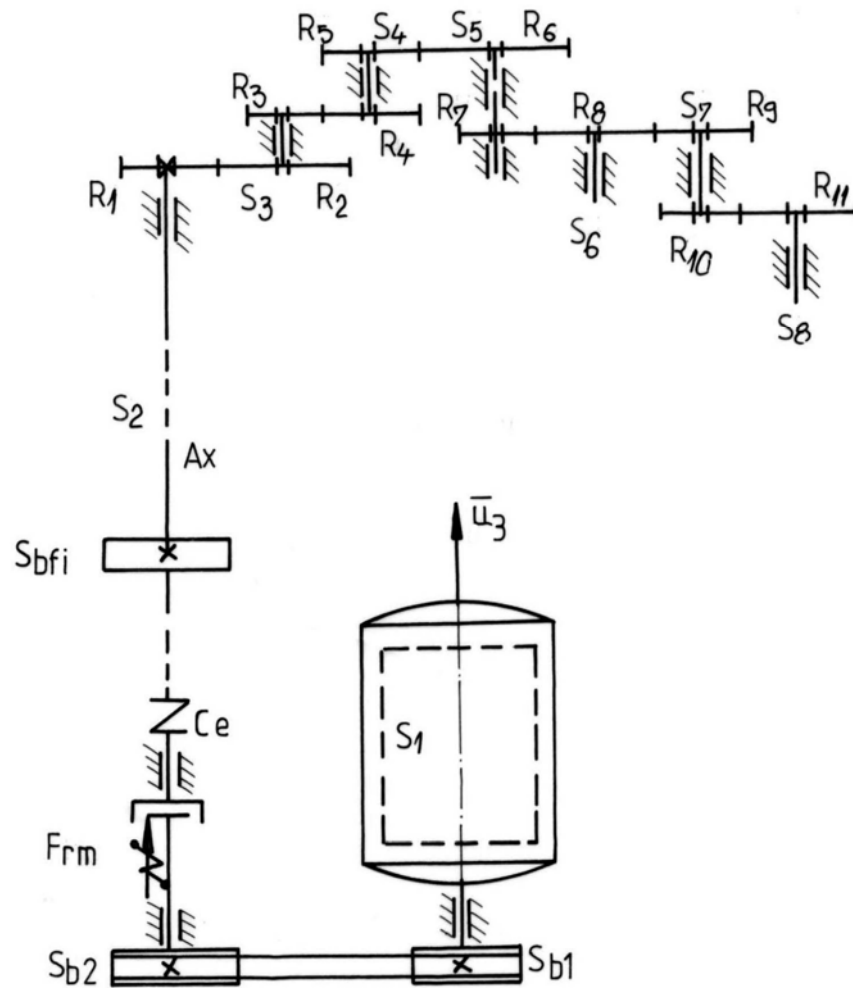 R5 S4 S5 R6
R3 R4 R7 R8 S7 R9
R1 S3 R2 S6 R10 R11
S8
S2
Ax
Sbfi
ū3
Ce
S1
Frm
Sb2 Sb1